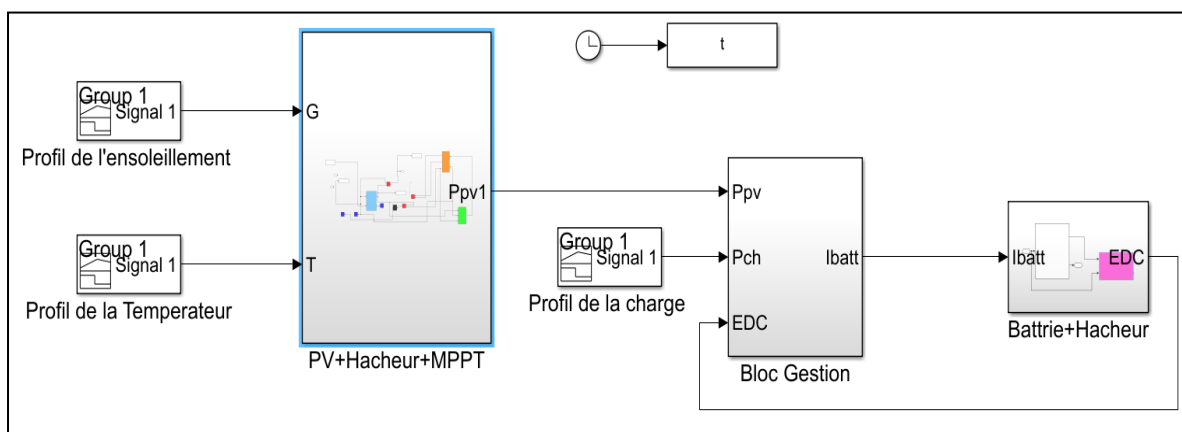 t
Group 1
Signal 1
Profil de l'ensoleillement
G
Ppv1
Group 1
Signal 1
Profil de la Temperateur
T
PV+Hacheur+MPPT
Group 1
Signal 1
Profil de la charge
Ppv
Pch
EDC
Ibatt
Bloc Gestion
Ibatt
EDC
Battrie+Hacheur